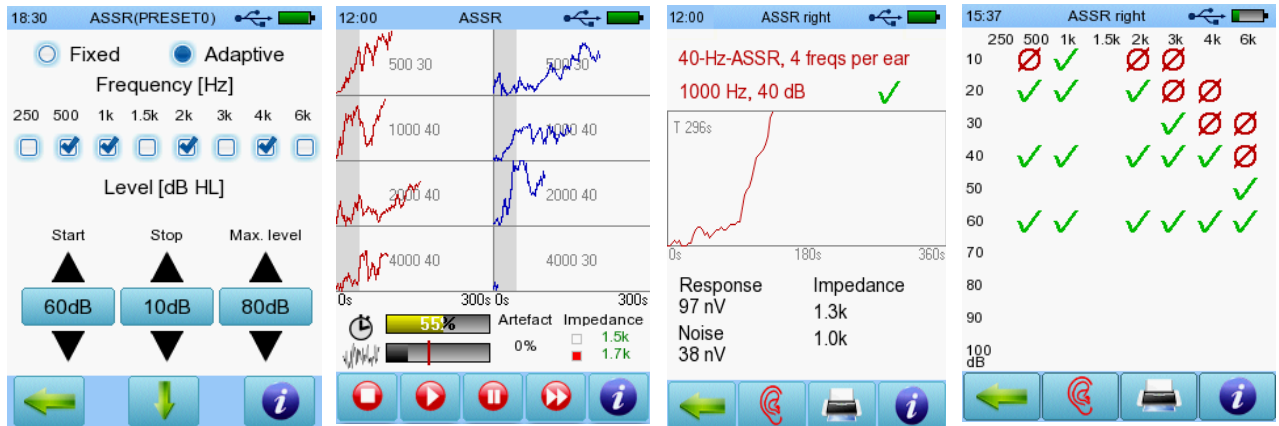 18:30 ASSR(PRESET0)
Fixed Adaptive
Frequency [Hz]
250 500 1k 1.5k 2k 3k 4k 6k
Level [dB HL]
Start Stop Max. level
60dB 10dB 80dB
i
12:00 ASSR
500 30 500 30
1000 40 1000 40
2000 40 2000 40
4000 40 4000 30
0s 300s 0s 300s
55% Artefact Impedance
0% 1.5k
1.7k
i
12:00 ASSR right
40-Hz-ASSR, 4 freqs per ear
1000 Hz, 40 dB
T 296s
0s 180s 360s
Response Impedance
97 nV 1.3k
Noise 1.0k
38 nV
i
15:37 ASSR right
250 500 1k 1.5k 2k 3k 4k 6k
10
20
30
40
50
60
70
80
90
100
dB
i